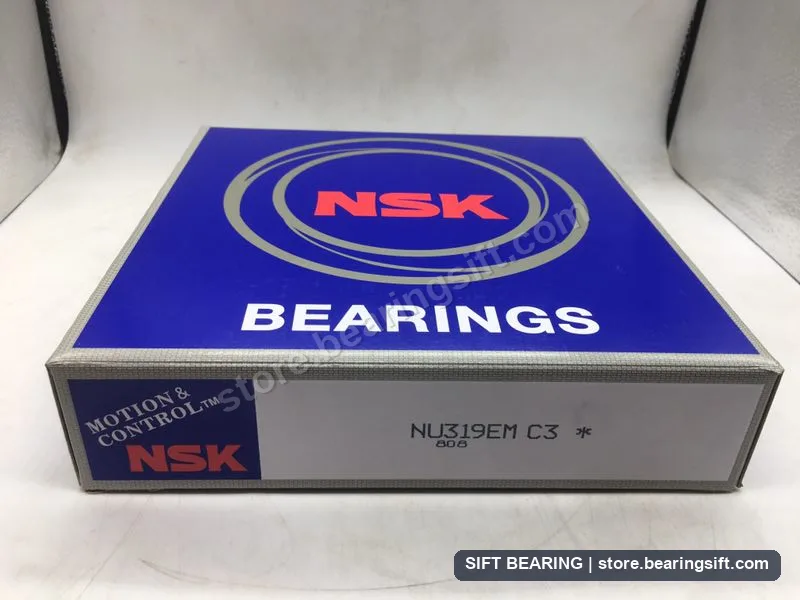 NSK
BEARINGS
store.bearingsift.com
MOTION &
CONTROL™
NSK
NU319EM C3 *
808
SIFT BEARING | store.bearingsift.com